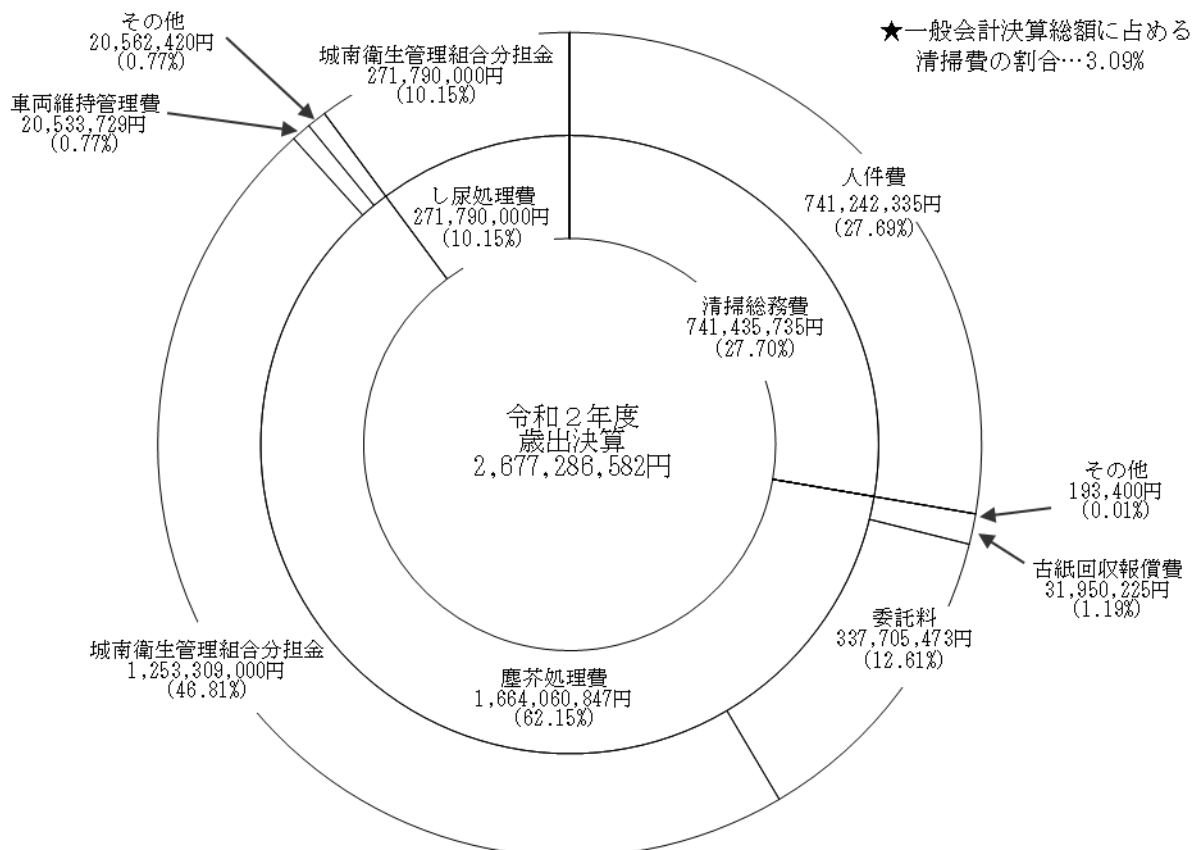 ★一般会計決算総額に占める
清掃費の割合…3.09%
その他
20,562,420円
(0.77%)
車両維持管理費
20,533,729円
(0.77%)
城南衛生管理組合分担金
271,790,000円
(10.15%)
人件費
741,242,335円
(27.69%)
し尿処理費
271,790,000円
(10.15%)
清掃総務費
741,435,735円
(27.70%)
令和２年度
歳出決算
2,677,286,582円
その他
193,400円
(0.01%)
古紙回収報償費
31,950,225円
(1.19%)
委託料
337,705,473円
(12.61%)
城南衛生管理組合分担金
1,253,309,000円
(46.81%)
塵芥処理費
1,664,060,847円
(62.15%)